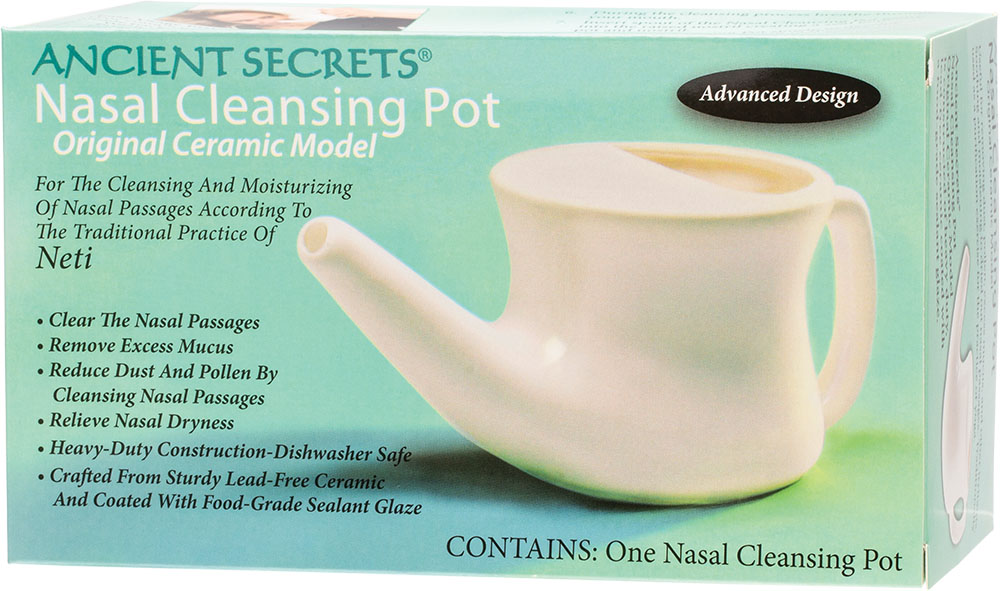 ANCIENT SECRETS®
Nasal Cleansing Pot
Original Ceramic Model
Advanced Design
For The Cleansing And Moisturizing
Of Nasal Passages According To
The Traditional Practice Of
Neti
• Clear The Nasal Passages
• Remove Excess Mucus
• Reduce Dust And Pollen By
Cleansing Nasal Passages
• Relieve Nasal Dryness
• Heavy-Duty Construction-Dishwasher Safe
• Crafted From Sturdy Lead-Free Ceramic
And Coated With Food-Grade Sealant Glaze
CONTAINS: One Nasal Cleansing Pot